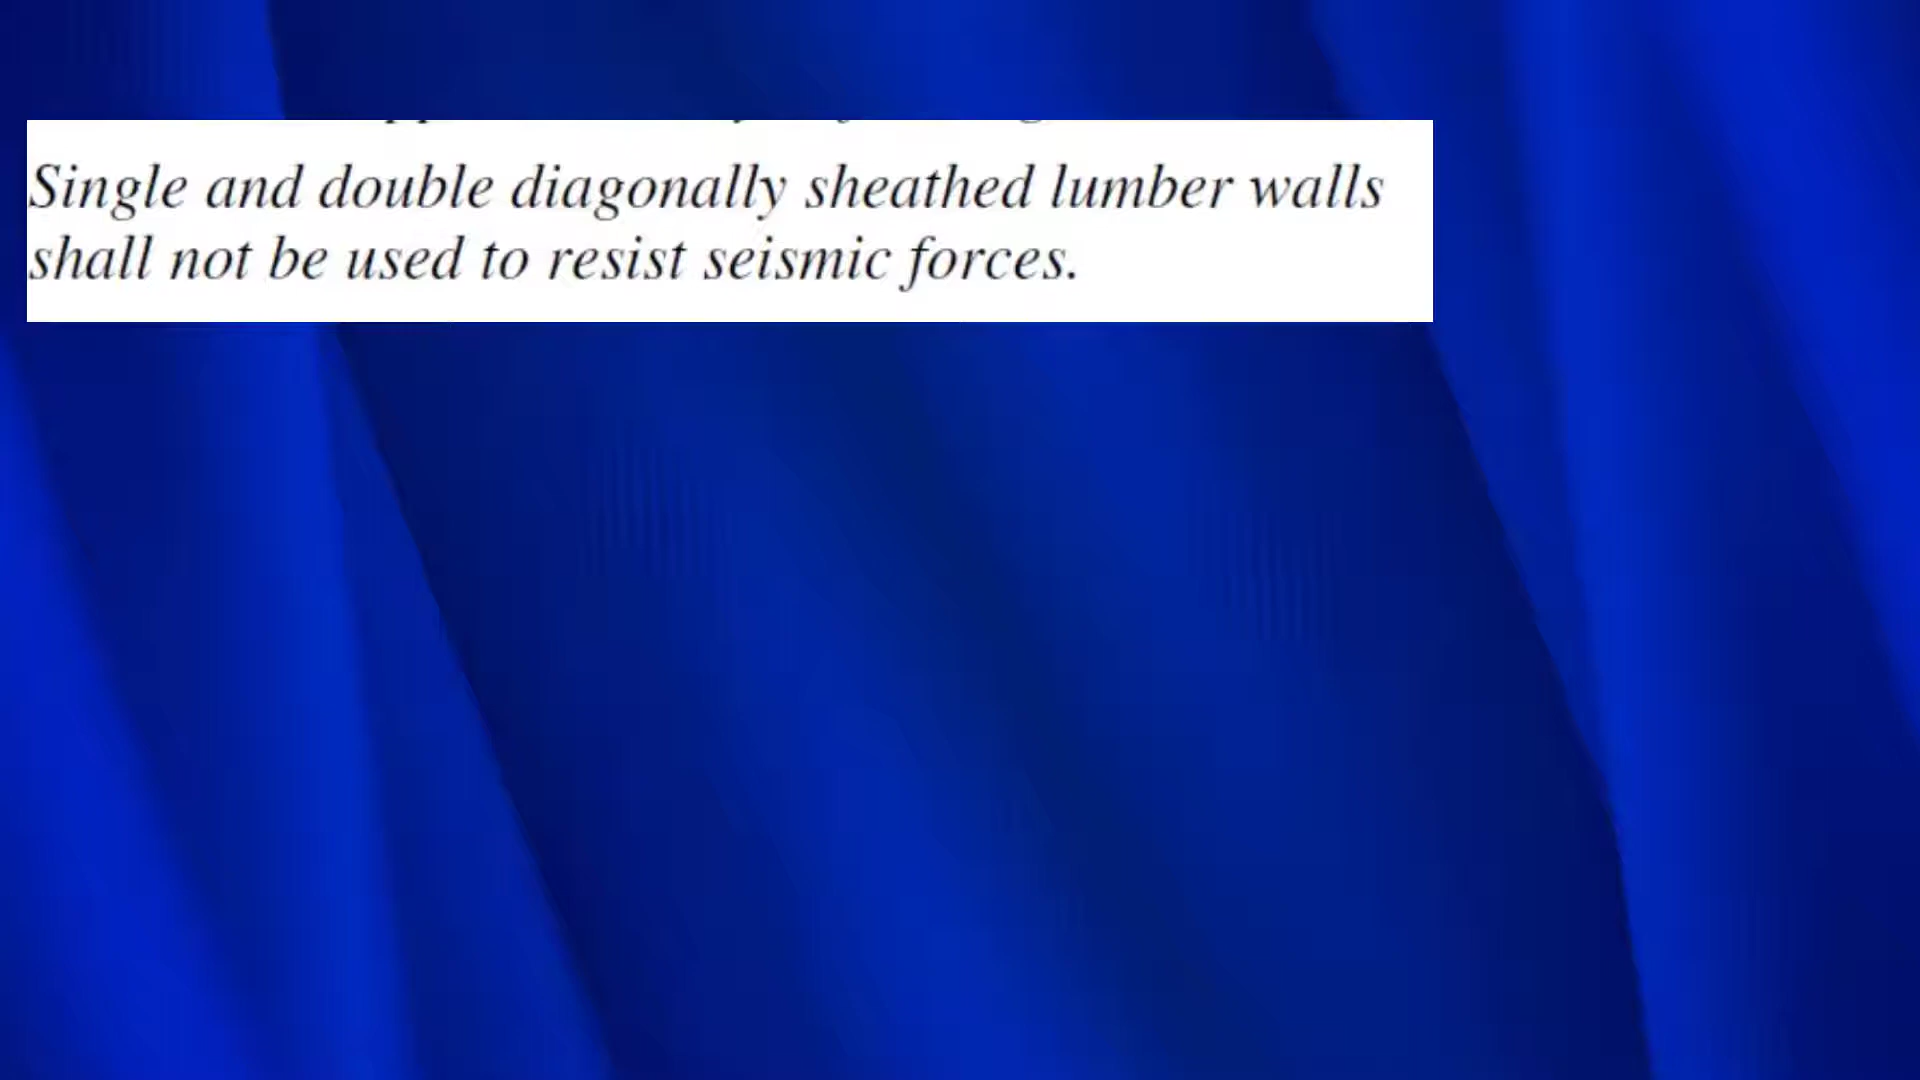 Single and double diagonally sheathed lumber walls
shall not be used to resist seismic forces.